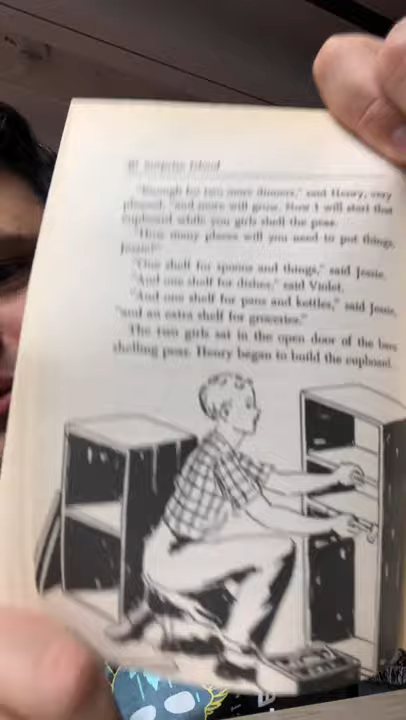 Surprise Island
"Enough for two more dinners," said Henry, very
pleased, "and more will grow. Now I will start that
cupboard while you girls shell the peas.
"How many places will you need to put things,
Jessie?"
"One shelf for spoons and things," said Jessie.
"And one shelf for dishes," said Violet.
"And one shelf for pans and kettles," said Jessie,
"and an extra shelf for groceries."
The two girls sat in the open door of the barn
shelling peas. Henry began to build the cupboard.